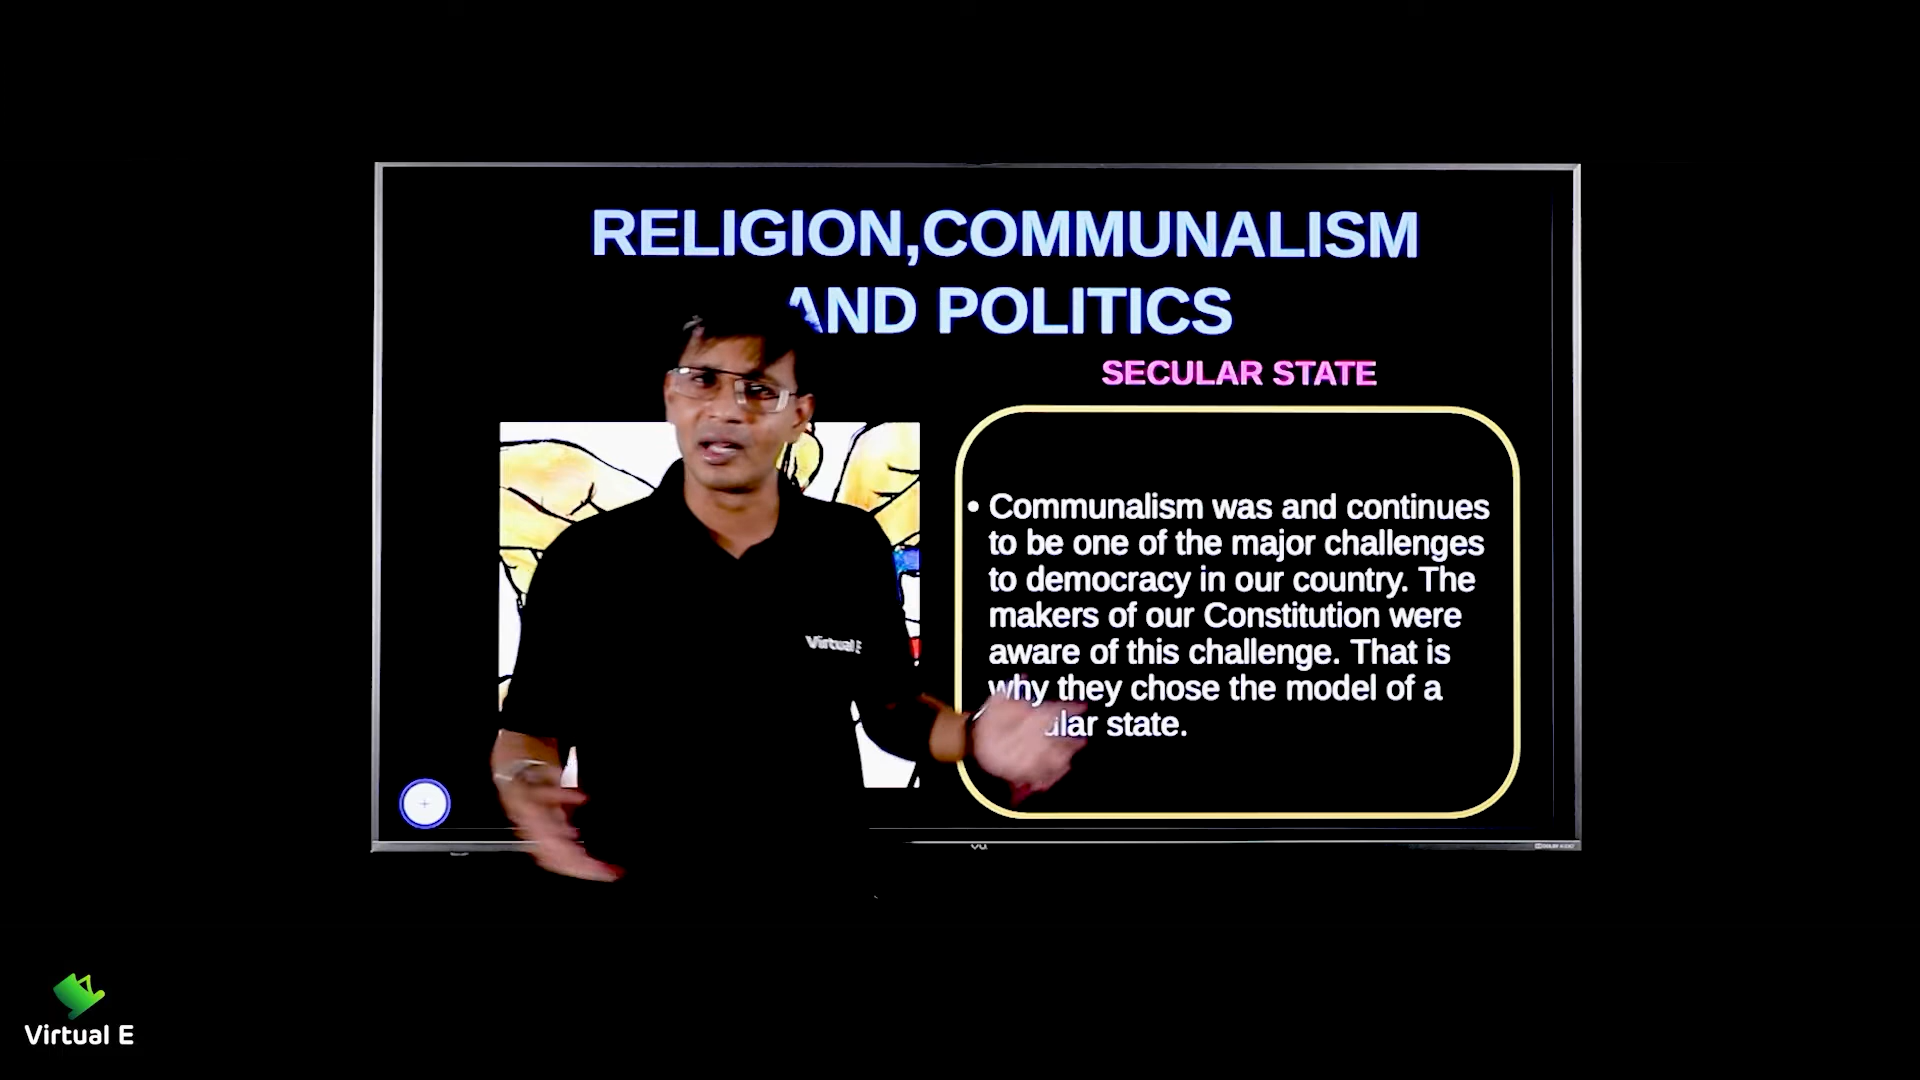 RELIGION,COMMUNALISM
AND POLITICS
SECULAR STATE
• Communalism was and continues
to be one of the major challenges
to democracy in our country. The
makers of our Constitution were
aware of this challenge. That is
why they chose the model of a
state.
Virtual E
Virtual E